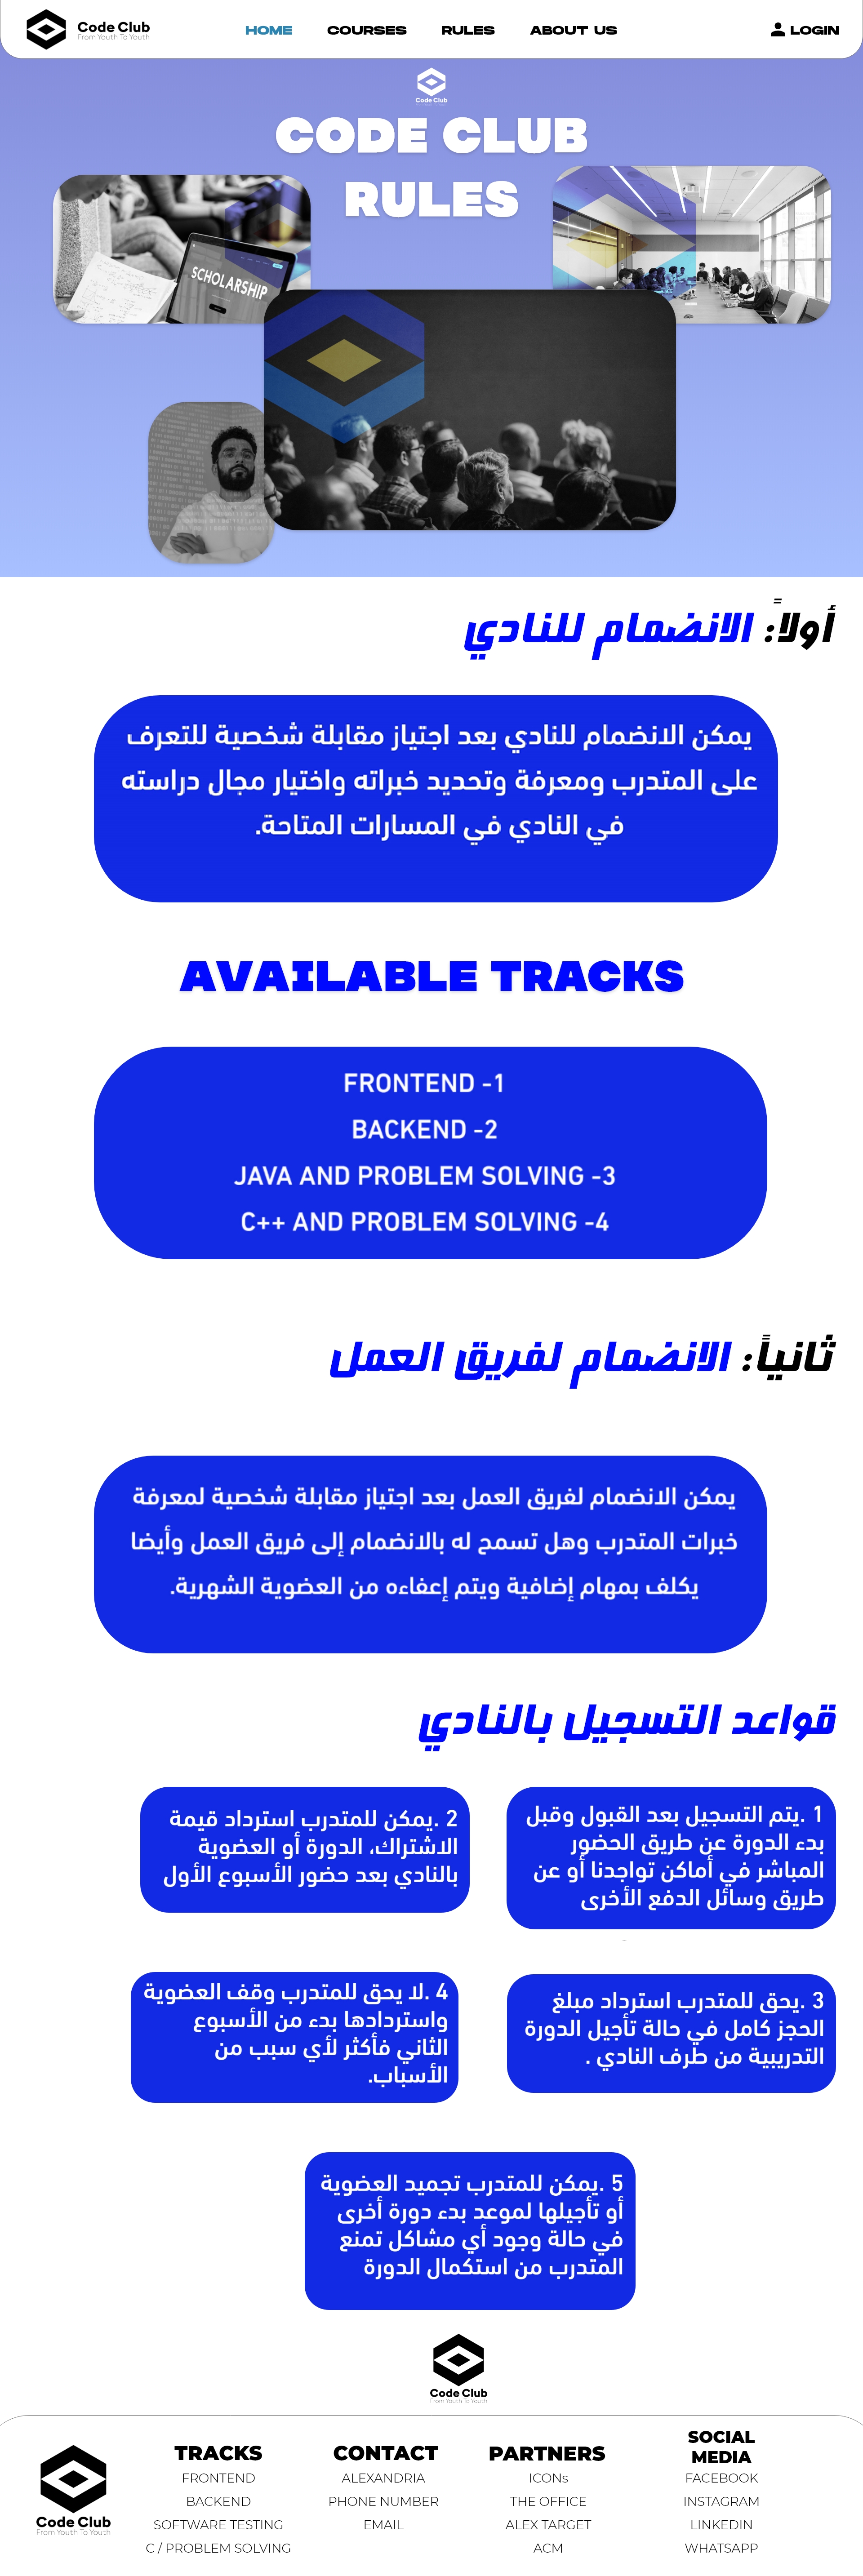 Code Club
From Youth To Youth
HOME COURSES RULES ABOUT US LOGIN
Code Club
CODE CLUB
RULES
SCHOLARSHIP
أولاً: الانضمام للنادي
يمكن الانضمام للنادي بعد اجتياز مقابلة شخصية للتعرف
على المتدرب ومعرفة وتحديد خبراته واختيار مجال دراسته
في النادي في المسارات المتاحة.
AVAILABLE TRACKS
FRONTEND -1
BACKEND -2
JAVA AND PROBLEM SOLVING -3
C++ AND PROBLEM SOLVING -4
ثانياً: الانضمام لفريق العمل
يمكن الانضمام لفريق العمل بعد اجتياز مقابلة شخصية لمعرفة
خبرات المتدرب وهل تسمح له بالانضمام إلى فريق العمل وأيضا
يكلف بمهام إضافية ويتم إعفاءه من العضوية الشهرية.
قواعد التسجيل بالنادي
1 .يتم التسجيل بعد القبول وقبل
بدء الدورة عن طريق الحضور
المباشر في أماكن تواجدنا أو عن
طريق وسائل الدفع الأخرى
2 .يمكن للمتدرب استرداد قيمة
الاشتراك، الدورة أو العضوية
بالنادي بعد حضور الأسبوع الأول
3 .يحق للمتدرب استرداد مبلغ
الحجز كامل في حالة تأجيل الدورة
التدريبية من طرف النادي .
4 .لا يحق للمتدرب وقف العضوية
واستردادها بدء من الأسبوع
الثاني فأكثر لأي سبب من
الأسباب.
5 .يمكن للمتدرب تجميد العضوية
أو تأجيلها لموعد بدء دورة أخرى
في حالة وجود أي مشاكل تمنع
المتدرب من استكمال الدورة
Code Club
From Youth To Youth
Code Club
From Youth To Youth
TRACKS
FRONTEND
BACKEND
SOFTWARE TESTING
C / PROBLEM SOLVING
CONTACT
ALEXANDRIA
PHONE NUMBER
EMAIL
PARTNERS
ICONs
THE OFFICE
ALEX TARGET
ACM
SOCIAL
MEDIA
FACEBOOK
INSTAGRAM
LINKEDIN
WHATSAPP